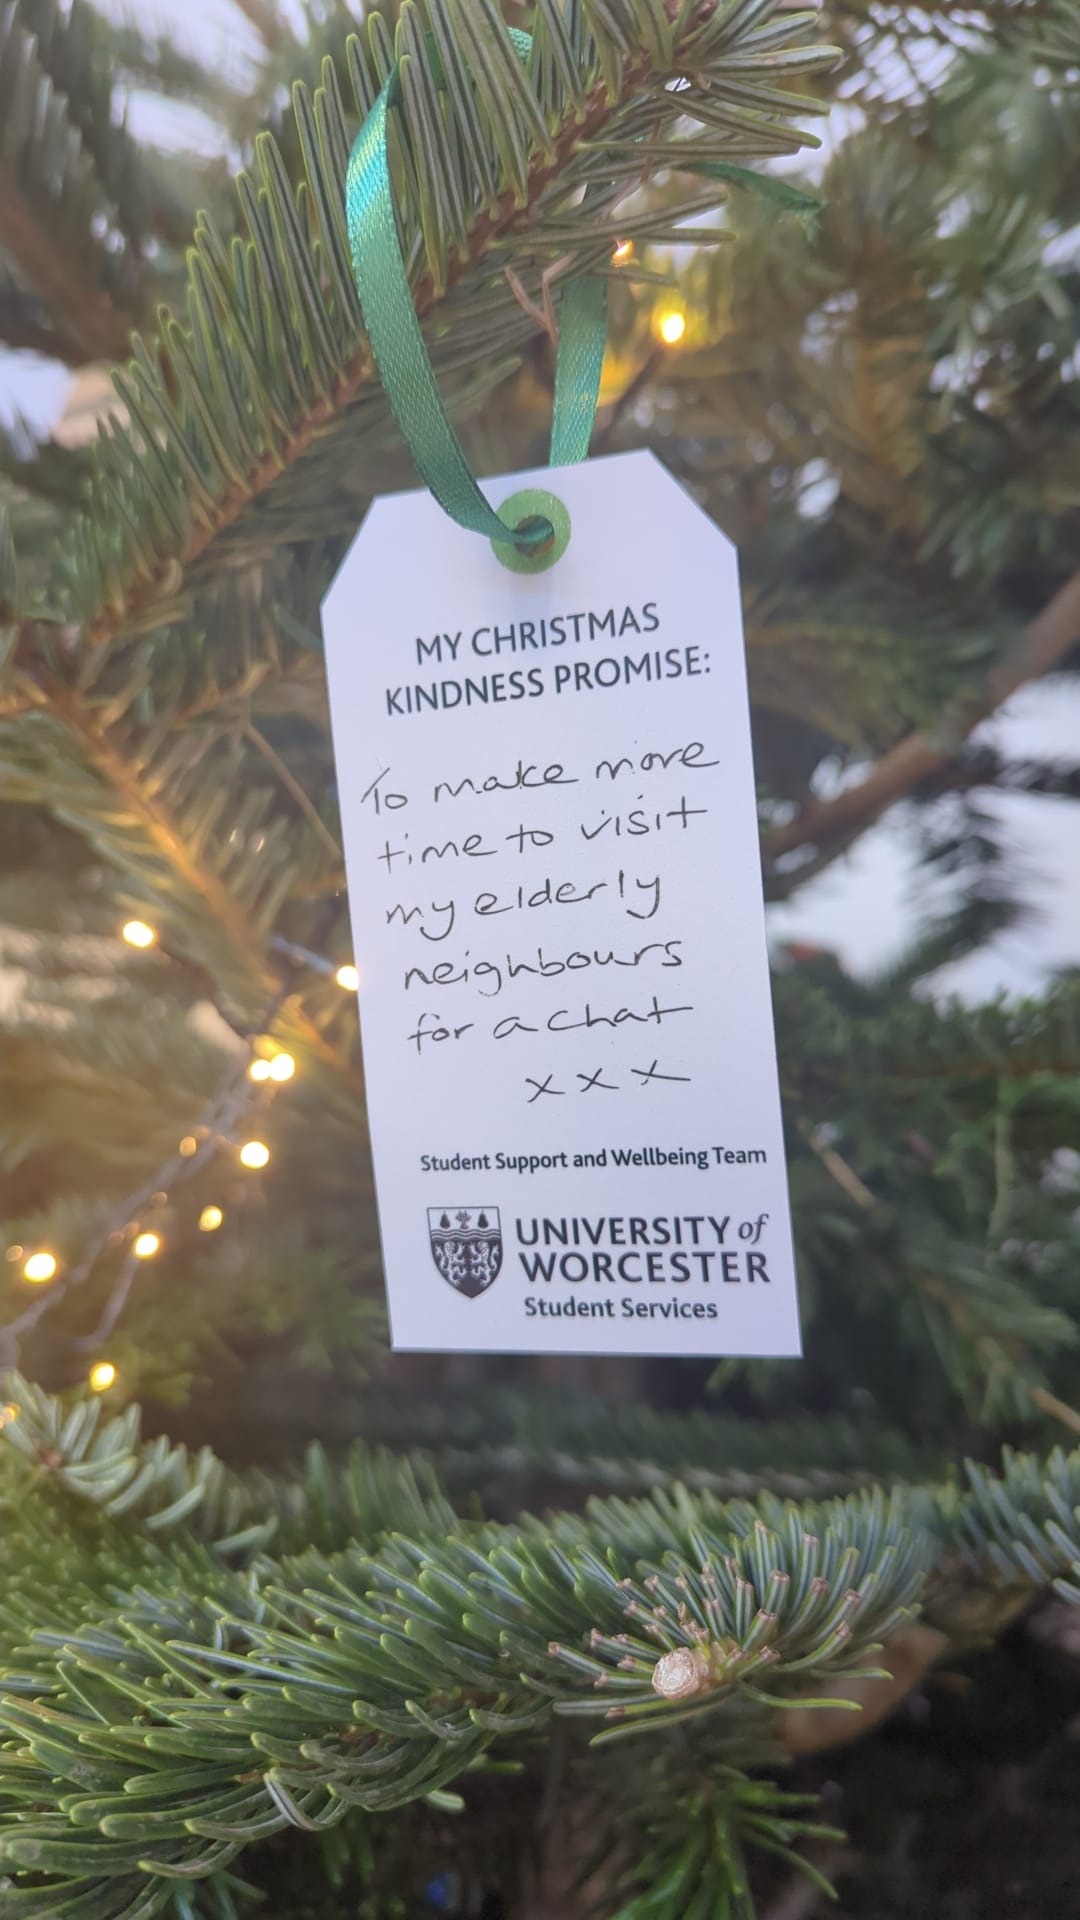 MY CHRISTMAS
KINDNESS PROMISE:
To make more
time to visit
my elderly
neighbours
for a chat
x x x
Student Support and Wellbeing Team
UNIVERSITY of
WORCESTER
Student Services